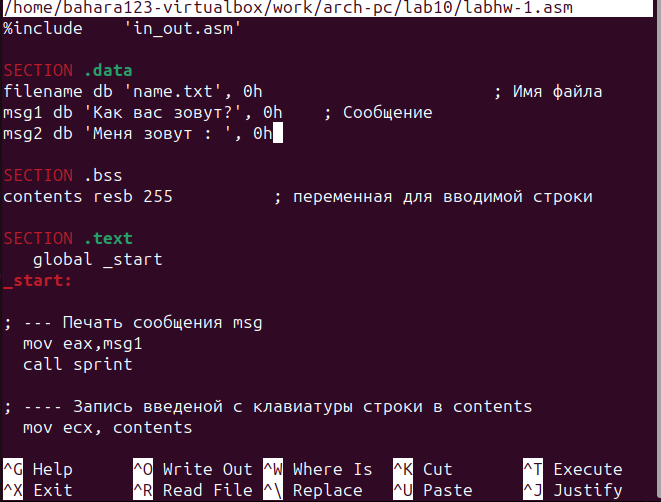 /home/bahara123-virtualbox/work/arch-pc/lab10/labhw-1.asm
%include    'in_out.asm'
SECTION .data
filename db 'name.txt', 0h                       ; Имя файла
msg1 db 'Как вас зовут?', 0h    ; Сообщение
msg2 db 'Меня зовут : ', 0h
SECTION .bss
contents resb 255          ; переменная для вводимой строки
SECTION .text
   global _start
_start:
; --- Печать сообщения msg
  mov eax,msg1
  call sprint
; ---- Запись введеной с клавиатуры строки в contents
  mov ecx, contents
^G Help      ^O Write Out ^W Where Is  ^K Cut       ^T Execute
^X Exit      ^R Read File ^\ Replace   ^U Paste     ^J Justify